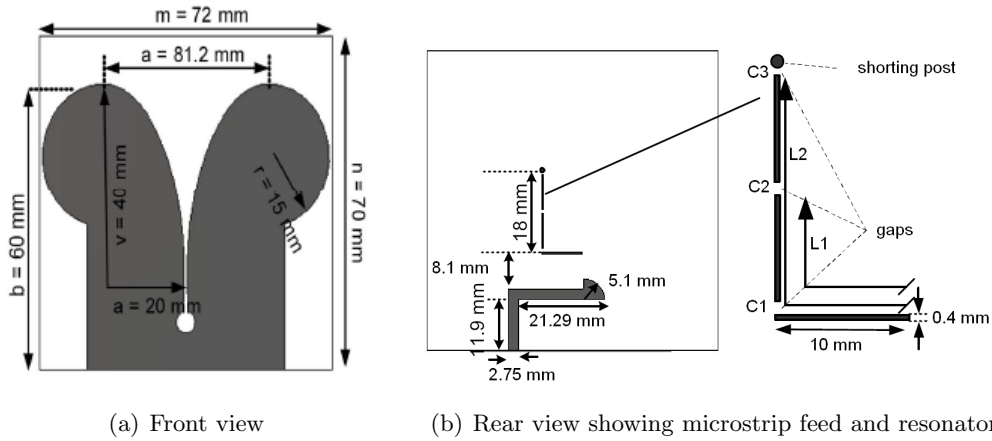 m = 72 mm
a = 81.2 mm
b = 60 mm
v = 40 mm
r = 15 mm
n = 70 mm
a = 20 mm
18 mm
8.1 mm
5.1 mm
11.9 mm
21.29 mm
2.75 mm
C3
shorting post
L2
C2
L1
gaps
C1
0.4 mm
10 mm
(a) Front view
(b) Rear view showing microstrip feed and resonator